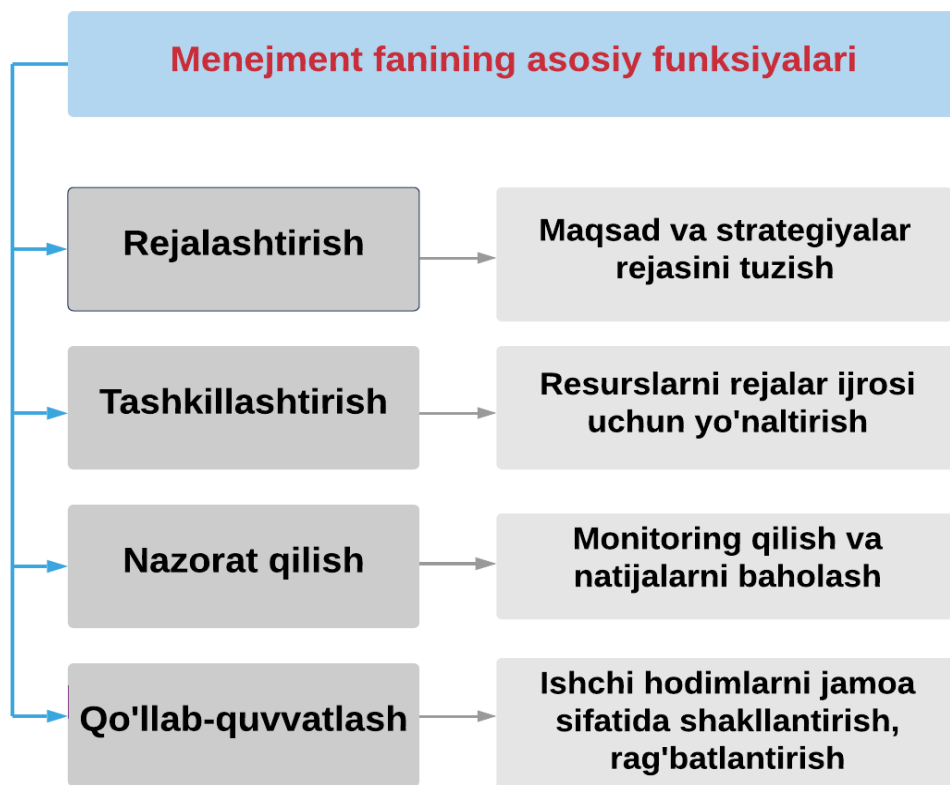 Menejment fanining asosiy funksiyalari
Rejalashtirish
Maqsad va strategiyalar
rejasini tuzish
Tashkillashtirish
Resurslarni rejalar ijrosi
uchun yo'naltirish
Nazorat qilish
Monitoring qilish va
natijalarni baholash
Qo'llab-quvvatlash
Ishchi hodimlarni jamoa
sifatida shakllantirish,
rag'batlantirish